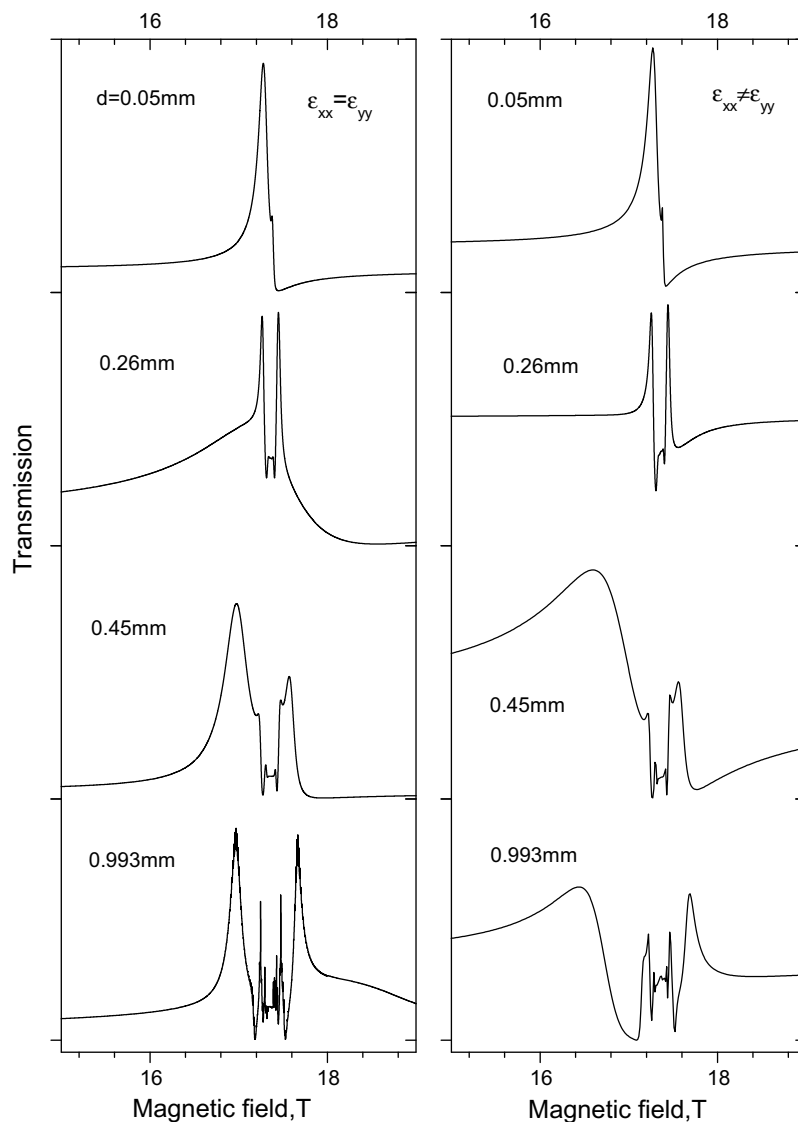 16 18 16 18
d=0.05mm
εxx=εyy
0.05mm
εxx≠εyy
0.26mm
0.26mm
Transmission
0.45mm
0.45mm
0.993mm
0.993mm
16 18 16 18
Magnetic field,T Magnetic field,T